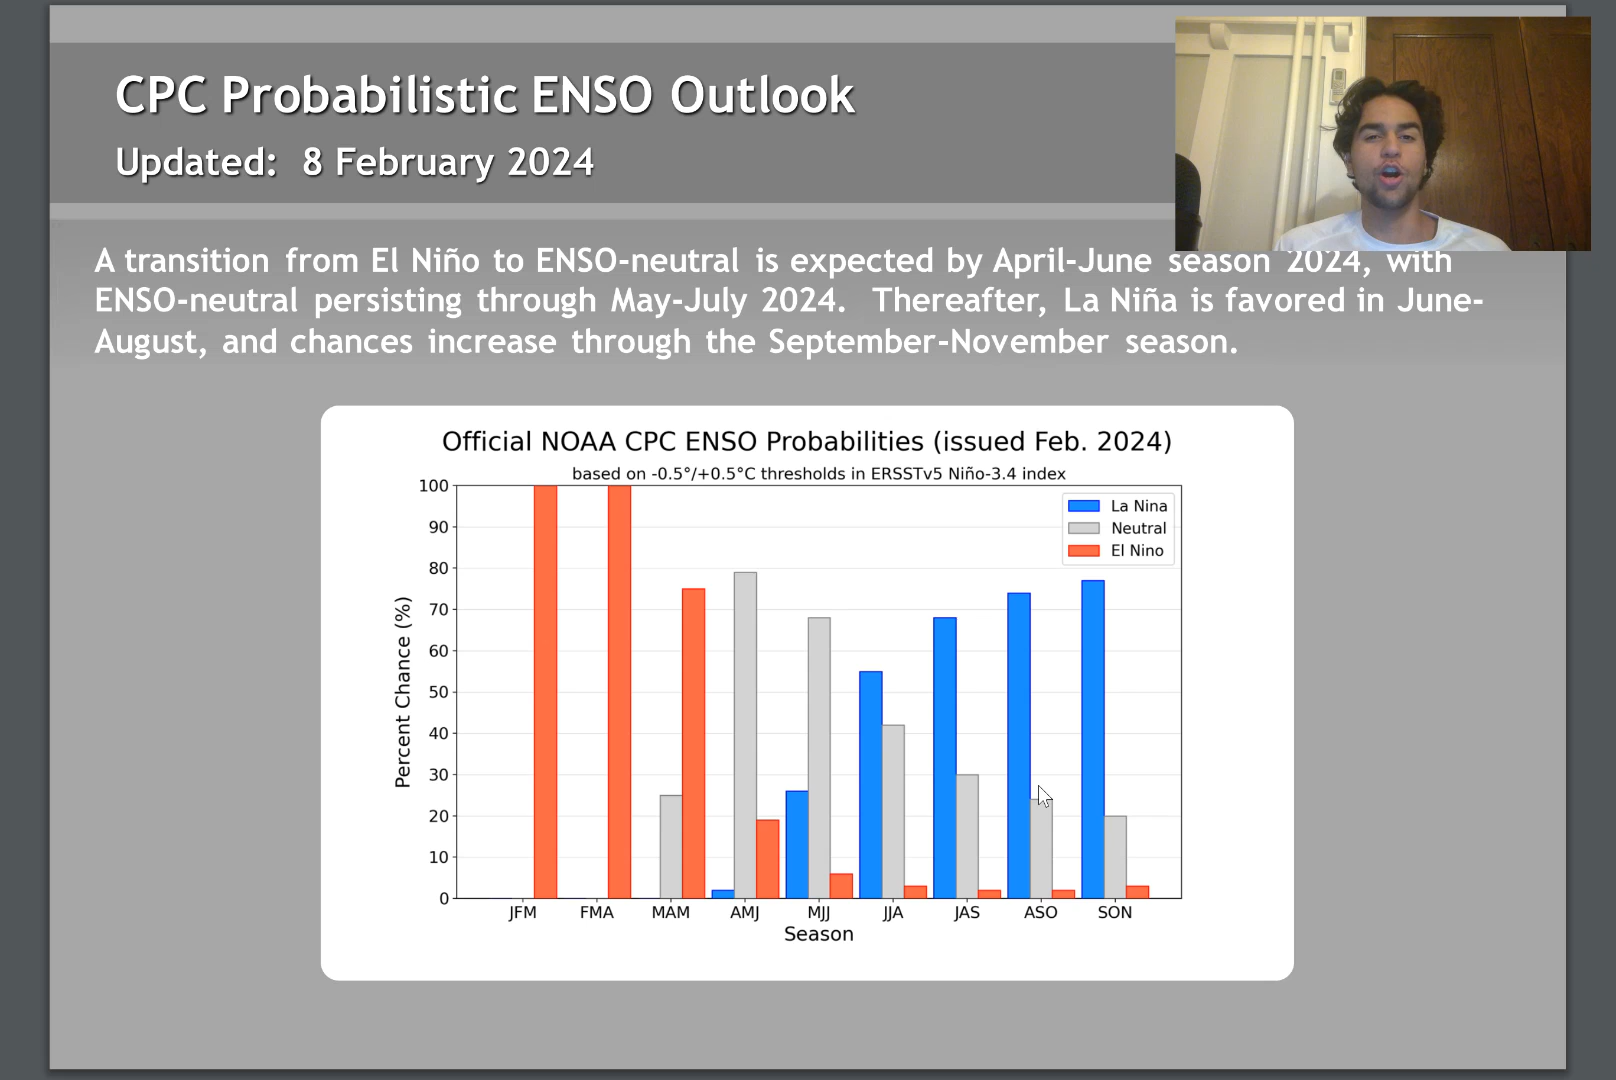 CPC Probabilistic ENSO Outlook
Updated: 8 February 2024
A transition from El Niño to ENSO-neutral is expected by April-June season 2024, with
ENSO-neutral persisting through May-July 2024. Thereafter, La Niña is favored in June-
August, and chances increase through the September-November season.
Official NOAA CPC ENSO Probabilities (issued Feb. 2024)
based on -0.5°/+0.5°C thresholds in ERSSTv5 Niño-3.4 index
Percent Chance (%)
100
90
80
70
60
50
40
30
20
10
0
La Nina
Neutral
El Nino
JFM FMA MAM AMJ MJJ JJA JAS ASO SON
Season